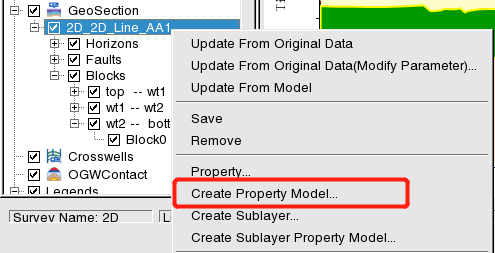 GeoSection
2D_2D_Line_AA1
Horizons
Faults
Blocks
top -- wt1
wt1 -- wt2
wt2 -- bott
Block0
Crosswells
OGWContact
Legends
Survey Name: 2D
Update From Original Data
Update From Original Data(Modify Parameter)...
Update From Model
Save
Remove
Property...
Create Property Model...
Create Sublayer...
Create Sublayer Property Model...